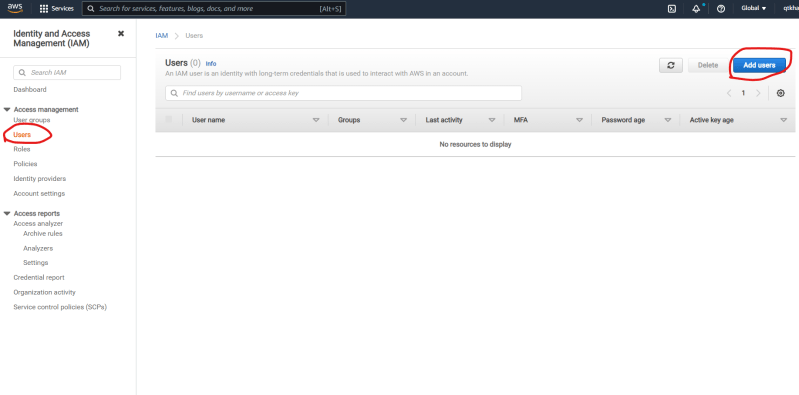 aws Services Search for services, features, blogs, docs, and more [Alt+S] Global qtkha
Identity and Access Management (IAM)
Search IAM
Dashboard
Access management
User groups
Users
Roles
Policies
Identity providers
Account settings
Access reports
Access analyzer
Archive rules
Analyzers
Settings
Credential report
Organization activity
Service control policies (SCPs)
IAM > Users
Users (0) Info
An IAM user is an identity with long-term credentials that is used to interact with AWS in an account.
Delete Add users
Find users by username or access key
1
User name Groups Last activity MFA Password age Active key age
No resources to display